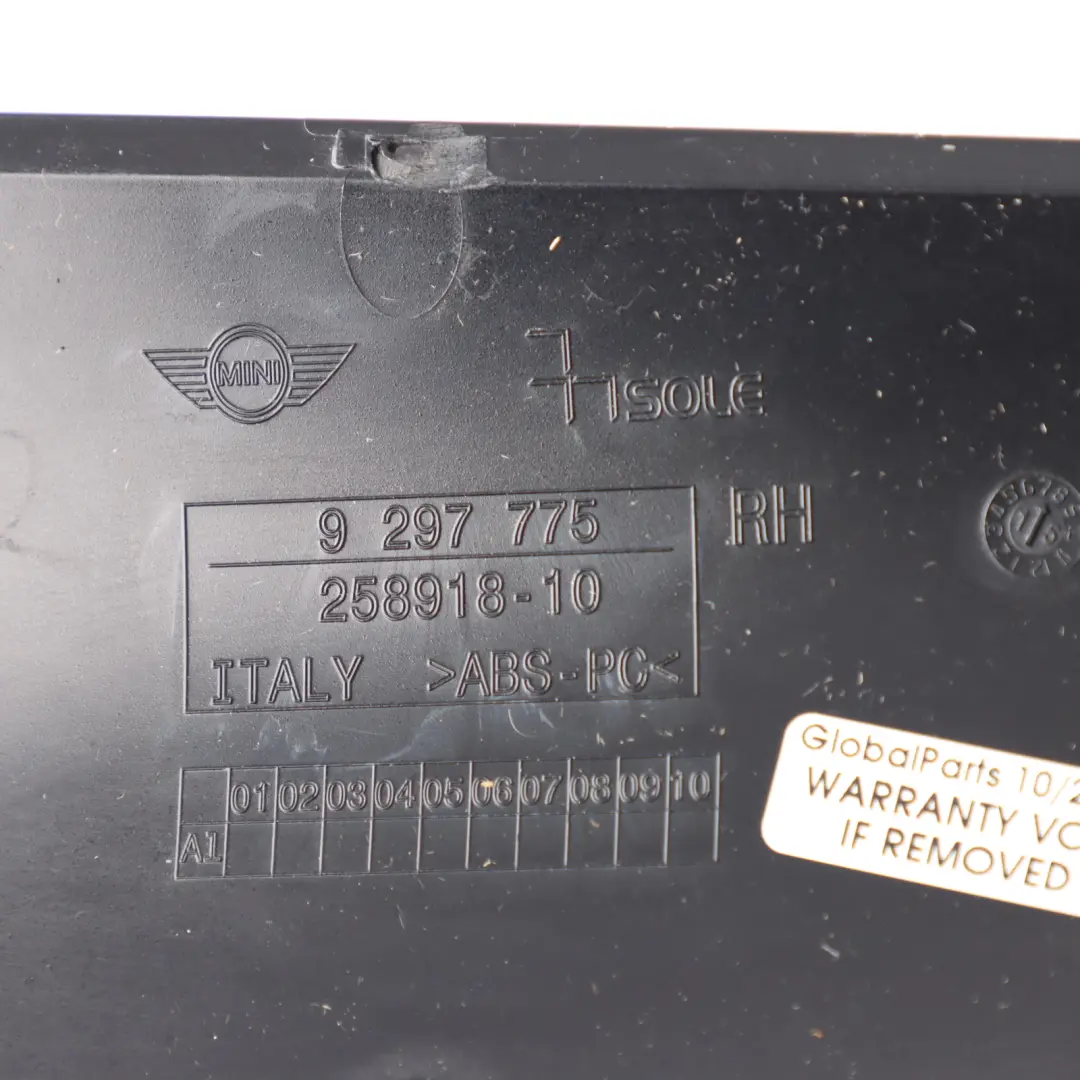 MINI
SOLE
9 297 775
RH
258918-10
ITALY >ABS-PC<
01 02 03 04 05 06 07 08 09 10
A1
GlobalParts 10/2
WARRANTY VO
IF REMOVED